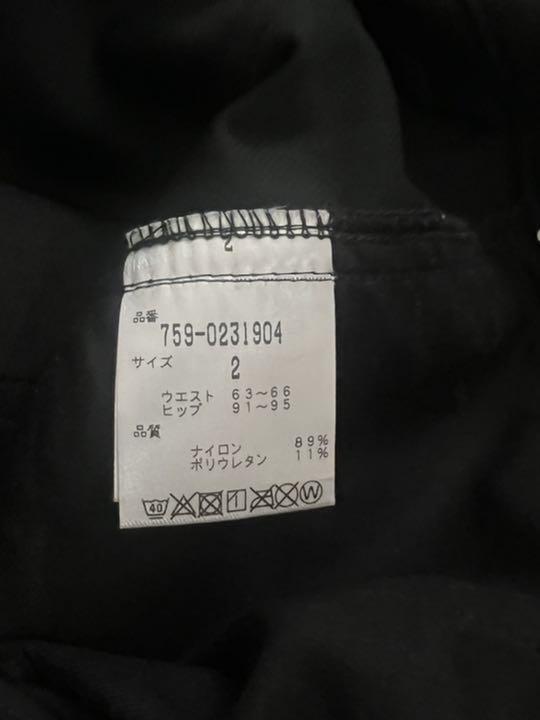 2
品番
759-0231904
サイズ
2
ウエスト 63~66
ヒップ 91~95
品質
ナイロン 89%
ポリウレタン 11%
40 W